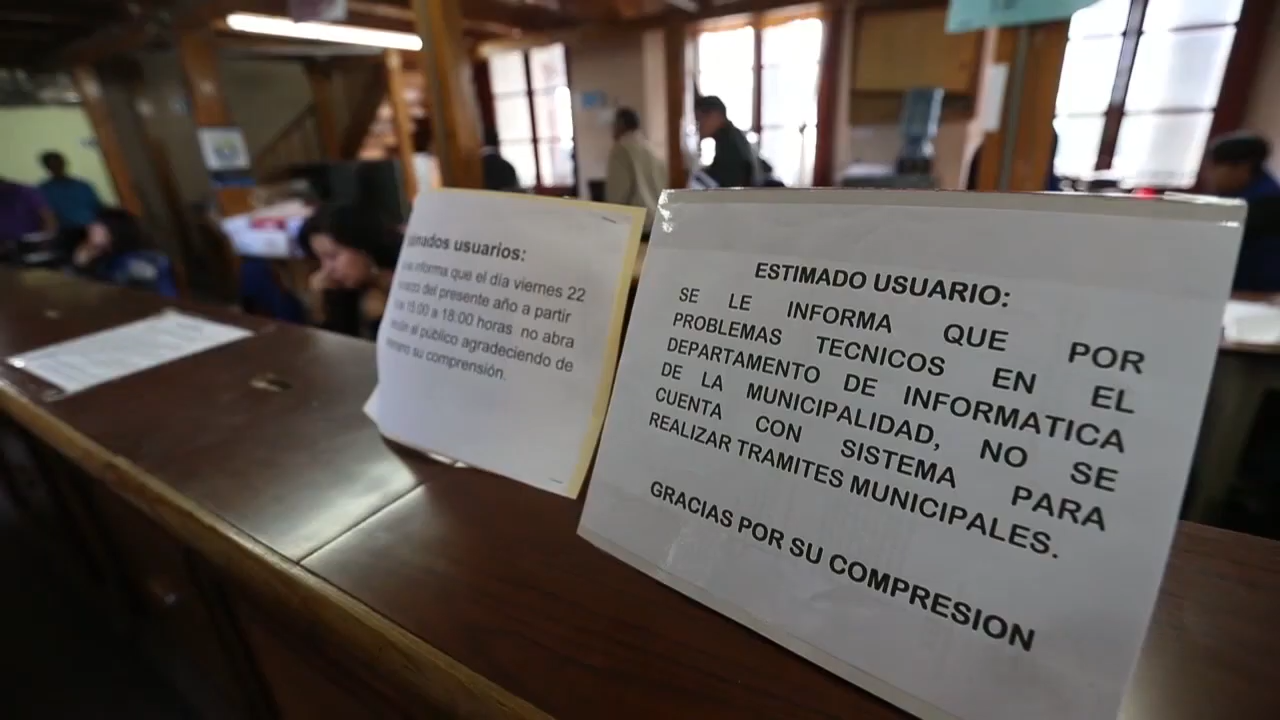 usuarios:
informa que el día viernes 22
del presente año a partir
15:00 a 18:00 horas no abra
al público agradeciendo de
su comprensión.
ESTIMADO USUARIO:
SE LE INFORMA QUE POR
PROBLEMAS TECNICOS EN EL
DEPARTAMENTO DE INFORMATICA
DE LA MUNICIPALIDAD, NO SE
CUENTA CON SISTEMA PARA
REALIZAR TRAMITES MUNICIPALES.
GRACIAS POR SU COMPRESION